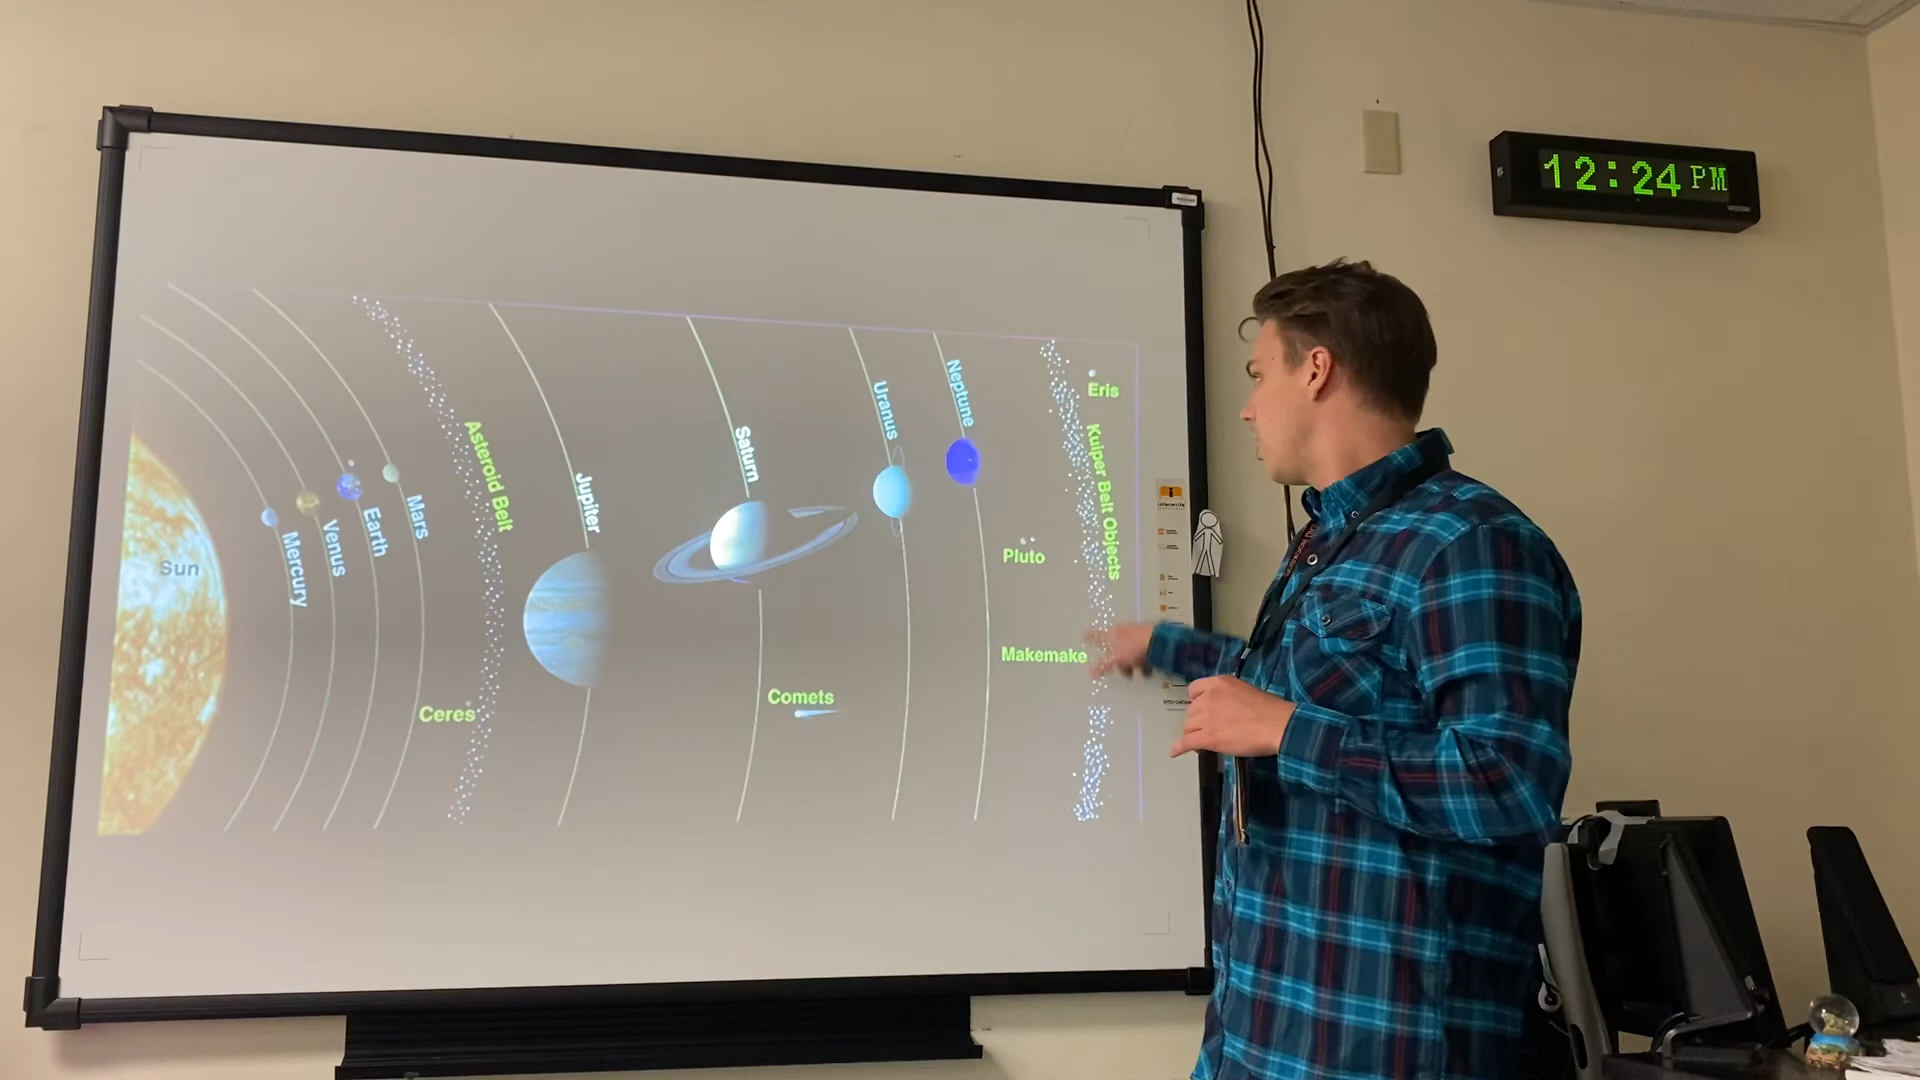 12:24 PM
Sun
Mercury
Venus
Earth
Mars
Ceres
Asteroid Belt
Jupiter
Saturn
Comets
Uranus
Neptune
Pluto
Makemake
Eris
Kuiper Belt Objects